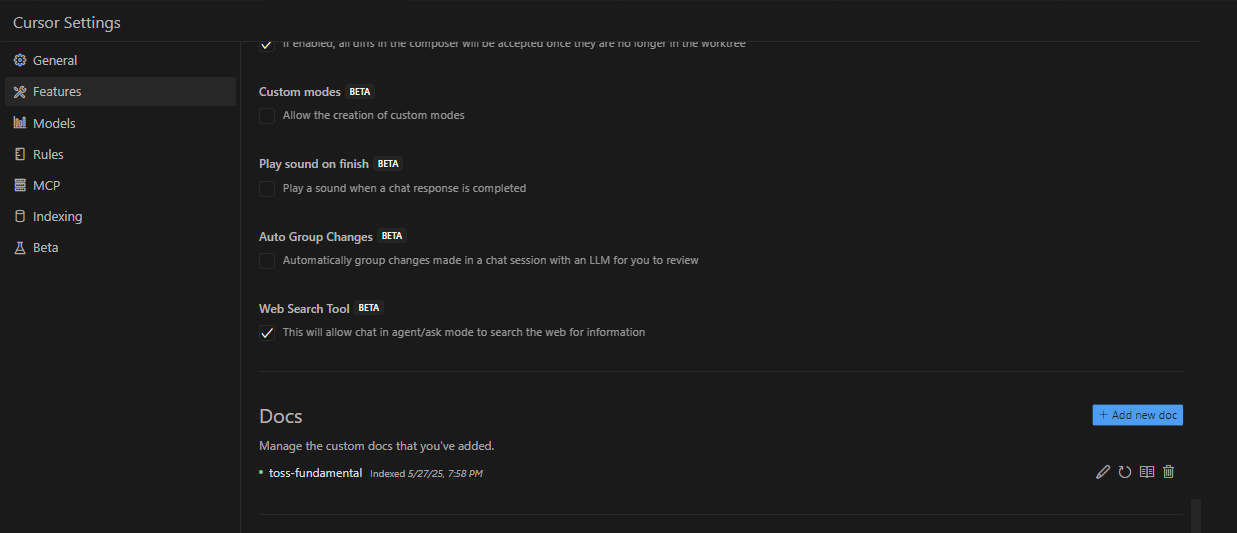 Cursor Settings
General
Features
Models
Rules
MCP
Indexing
Beta
If enabled, all diffs in the composer will be accepted once they are no longer in the worktree
Custom modes BETA
Allow the creation of custom modes
Play sound on finish BETA
Play a sound when a chat response is completed
Auto Group Changes BETA
Automatically group changes made in a chat session with an LLM for you to review
Web Search Tool BETA
This will allow chat in agent/ask mode to search the web for information
Docs
+ Add new doc
Manage the custom docs that you've added.
toss-fundamental Indexed 5/27/25, 7:58 PM